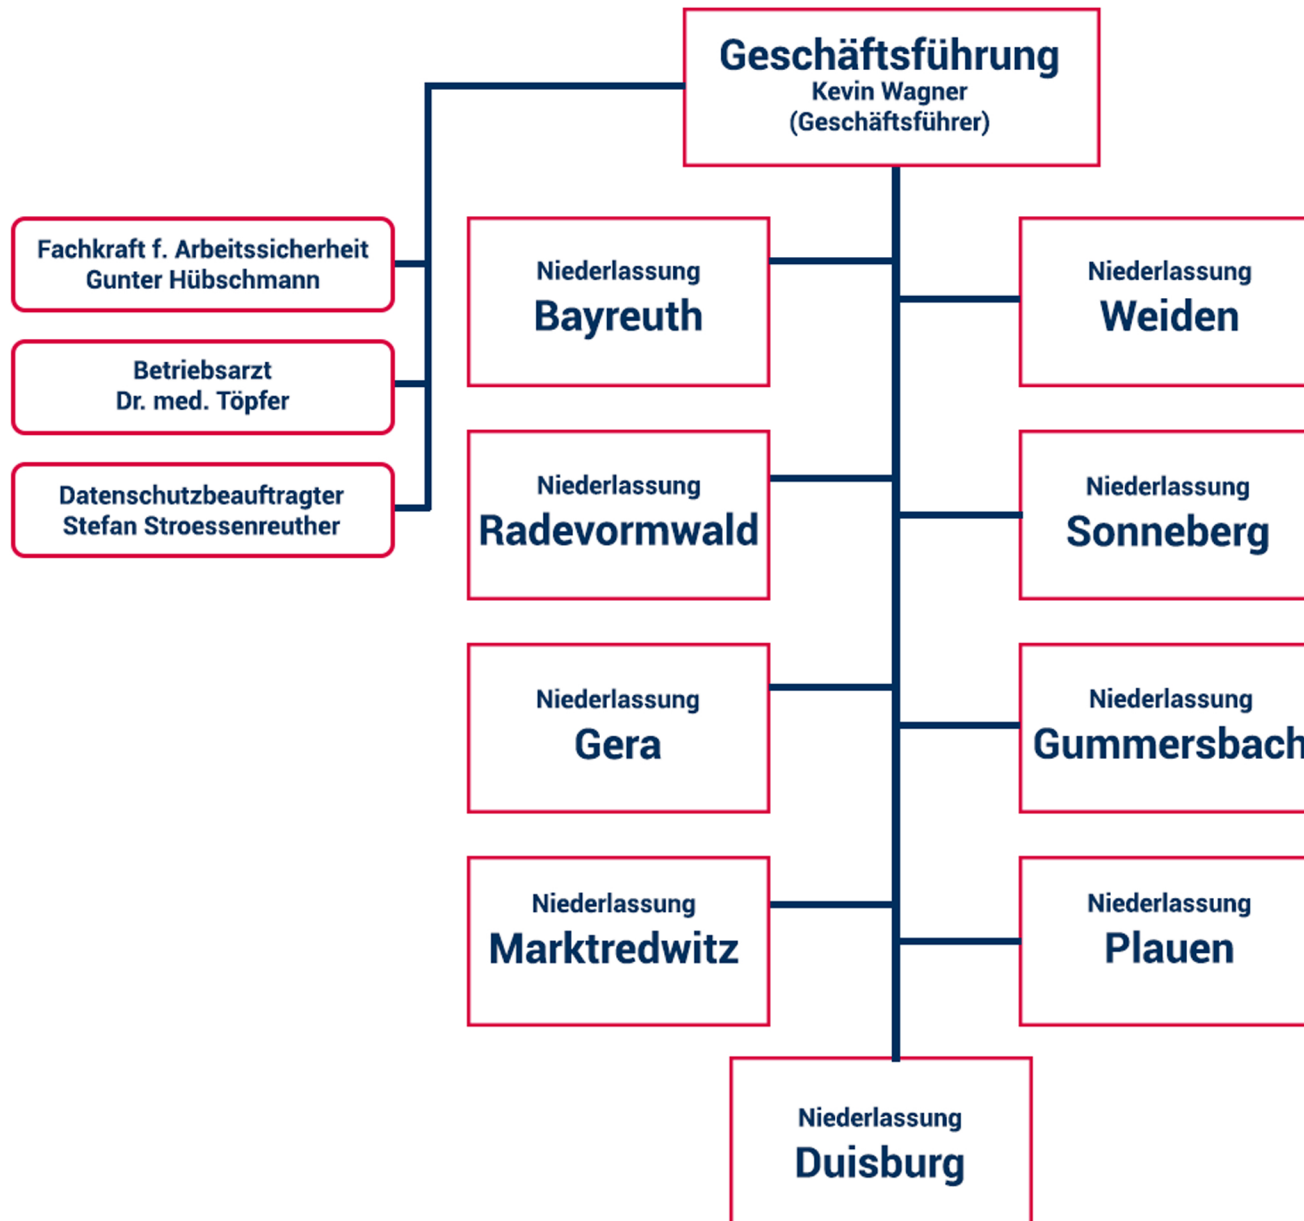 Geschäftsführung
Kevin Wagner
(Geschäftsführer)
Fachkraft f. Arbeitssicherheit
Gunter Hübschmann
Betriebsarzt
Dr. med. Töpfer
Datenschutzbeauftragter
Stefan Stroessenreuther
Niederlassung
Bayreuth
Niederlassung
Weiden
Niederlassung
Radevormwald
Niederlassung
Sonneberg
Niederlassung
Gera
Niederlassung
Gummersbach
Niederlassung
Marktredwitz
Niederlassung
Plauen
Niederlassung
Duisburg